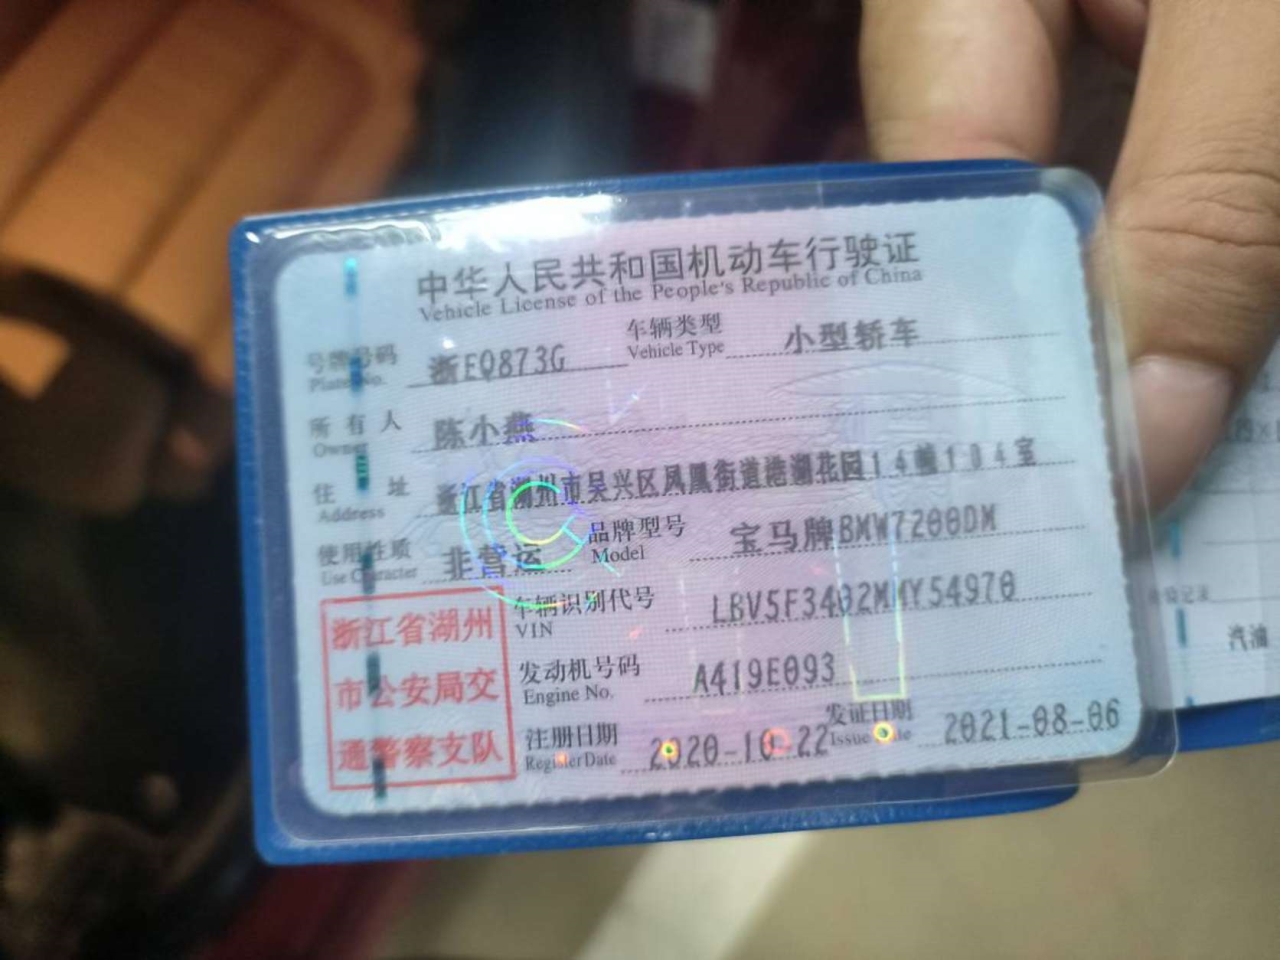 中华人民共和国机动车行驶证
Vehicle License of the People's Republic of China
号牌号码 浙EQ873G 车辆类型 小型轿车
Plate No. Vehicle Type
所有人 陈小燕
Owner
住址 浙江省湖州市吴兴区凤凰街道港湖花园14幢104室
Address
使用性质 非营运 品牌型号 宝马牌BMW7200DM
Use Character Model
车辆识别代号 LBV5F3402MMY54970
VIN
发动机号码 A419E093
Engine No.
注册日期 2020-10-22 发证日期 2021-08-06
Register Date Issue Date
浙江省湖州
市公安局交
通警察支队
汽油